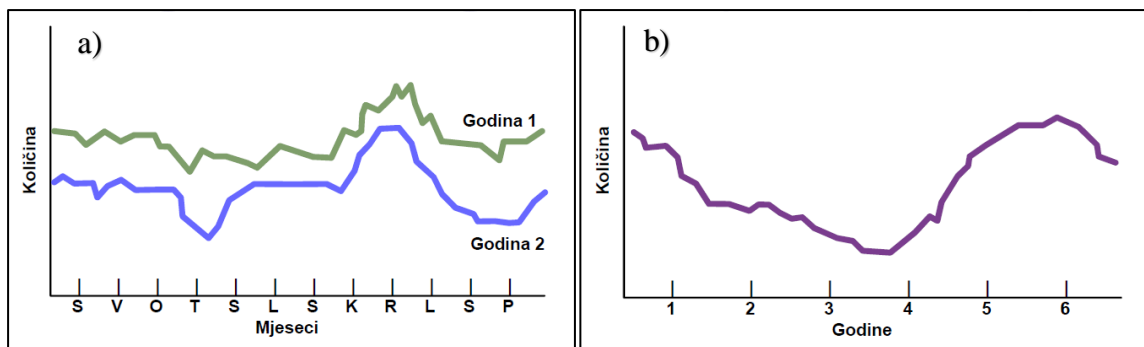 a)
Količina
Godina 1
Godina 2
S V O T S L S K R L S P
Mjeseci
b)
Količina
1 2 3 4 5 6
Godine